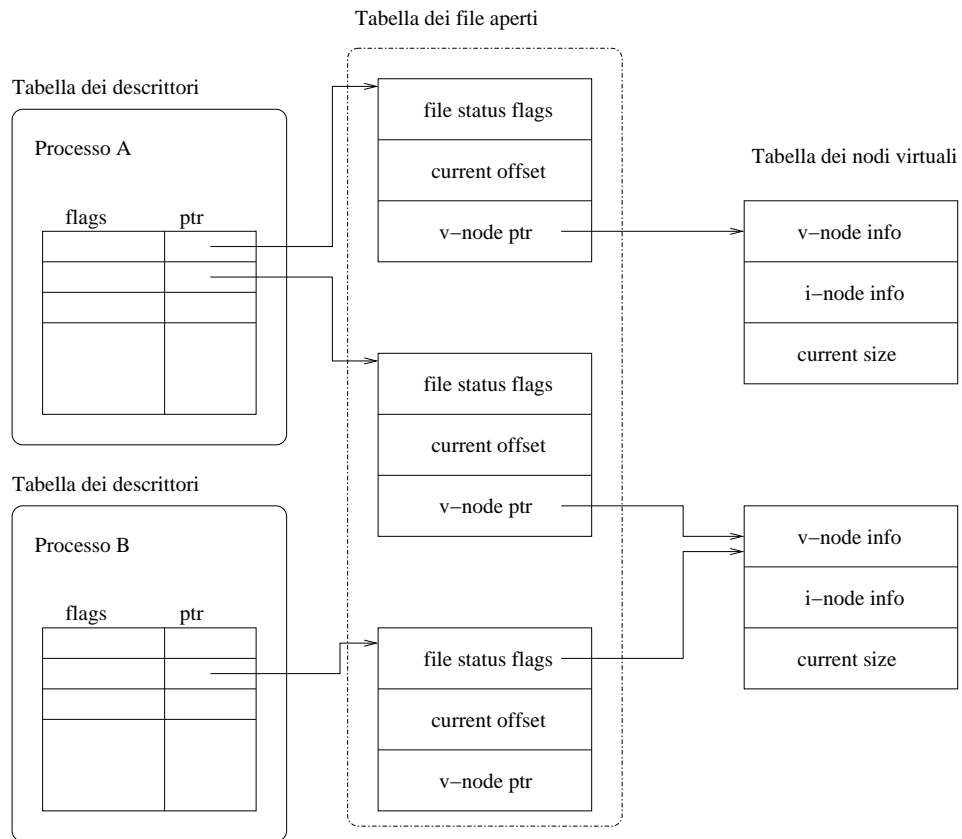 Tabella dei file aperti
Tabella dei descrittori
Processo A
flags ptr
file status flags
current offset
v−node ptr
Tabella dei nodi virtuali
v−node info
i−node info
current size
file status flags
current offset
v−node ptr
Tabella dei descrittori
Processo B
flags ptr
v−node info
i−node info
current size
file status flags
current offset
v−node ptr